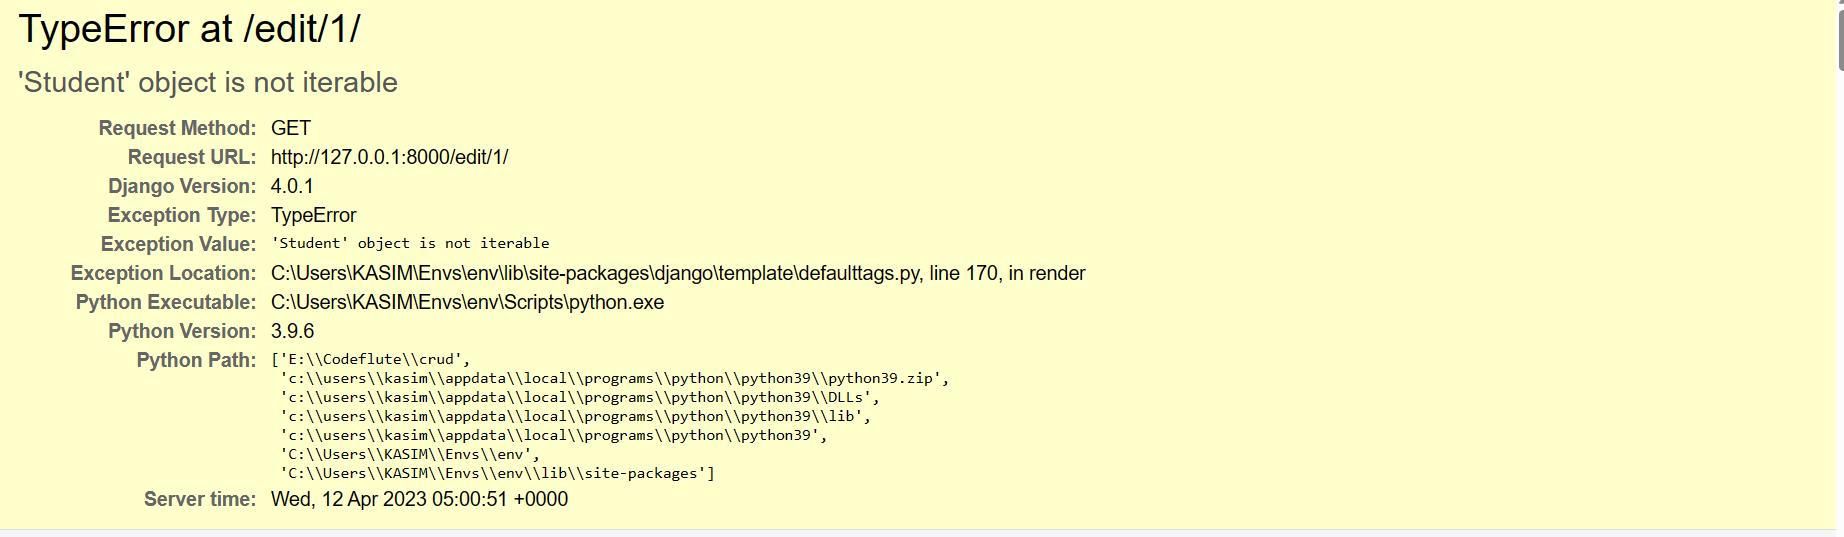 TypeError at /edit/1/
'Student' object is not iterable
Request Method: GET
Request URL: http://127.0.0.1:8000/edit/1/
Django Version: 4.0.1
Exception Type: TypeError
Exception Value: 'Student' object is not iterable
Exception Location: C:\Users\KASIM\Envs\env\lib\site-packages\django\template\defaulttags.py, line 170, in render
Python Executable: C:\Users\KASIM\Envs\env\Scripts\python.exe
Python Version: 3.9.6
Python Path: ['E:\\Codeflute\\crud',
'c:\\users\\kasim\\appdata\\local\\programs\\python\\python39\\python39.zip',
'c:\\users\\kasim\\appdata\\local\\programs\\python\\python39\\DLLs',
'c:\\users\\kasim\\appdata\\local\\programs\\python\\python39\\lib',
'c:\\users\\kasim\\appdata\\local\\programs\\python\\python39',
'C:\\Users\\KASIM\\Envs\\env',
'C:\\Users\\KASIM\\Envs\\env\\lib\\site-packages']
Server time: Wed, 12 Apr 2023 05:00:51 +0000